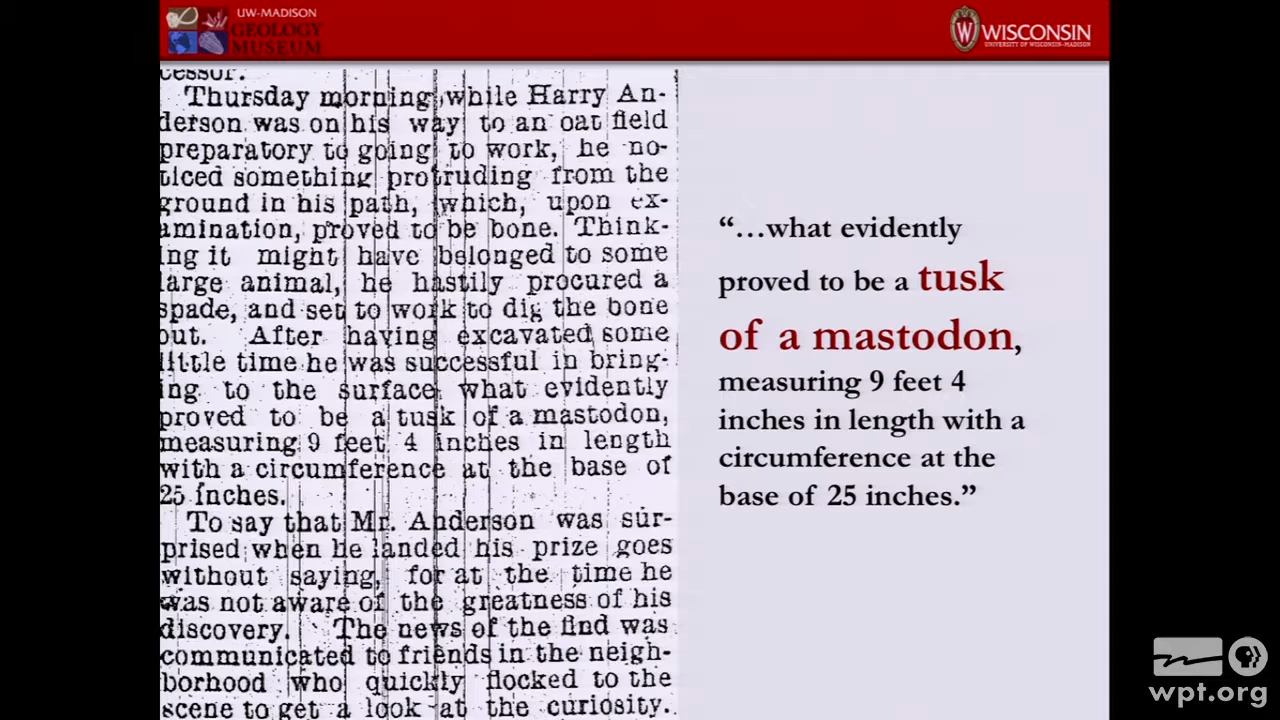 UW-MADISON
GEOLOGY
MUSEUM
WISCONSIN
UNIVERSITY OF WISCONSIN-MADISON
cessor.
Thursday morning while Harry An-
derson was on his way to an oat field
preparatory to going to work, he no-
ticed something protruding from the
ground in his path, which, upon ex-
amination, proved to be bone. Think-
ing it might have belonged to some
large animal, he hastily procured a
spade, and set to work to dig the bone
out. After having excavated some
little time he was successful in bring-
ing to the surface what evidently
proved to be a tusk of a mastodon,
measuring 9 feet 4 inches in length
with a circumference at the base of
25 inches.
To say that Mr. Anderson was sur-
prised when he landed his prize goes
without saying, for at the time he
was not aware of the greatness of his
discovery. The news of the find was
communicated to friends in the neigh-
borhood who quickly flocked to the
scene to get a look at the curiosity.
“…what evidently
proved to be a tusk
of a mastodon,
measuring 9 feet 4
inches in length with a
circumference at the
base of 25 inches.”
W
wpt.org